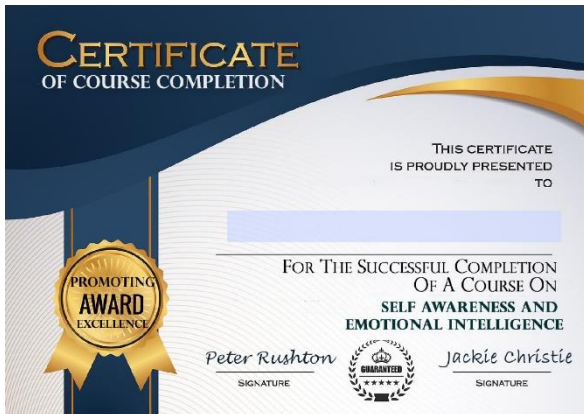 CERTIFICATE
OF COURSE COMPLETION
THIS CERTIFICATE
IS PROUDLY PRESENTED
TO
FOR THE SUCCESSFUL COMPLETION
OF A COURSE ON
SELF AWARENESS AND
EMOTIONAL INTELLIGENCE
PROMOTING
AWARD
EXCELLENCE
Peter Rushton
SIGNATURE
GUARANTEED
Jackie Christie
SIGNATURE